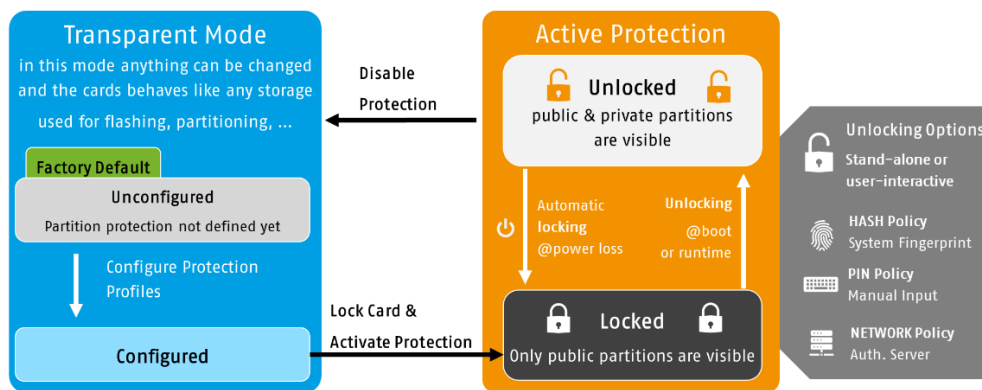 Transparent Mode
in this mode anything can be changed
and the cards behaves like any storage
used for flashing, partitioning, ...
Factory Default
Unconfigured
Partition protection not defined yet
Configure Protection
Profiles
Configured
Disable
Protection
Lock Card &
Activate Protection
Active Protection
Unlocked
public & private partitions
are visible
Automatic
locking
@power loss
Unlocking
@boot
or runtime
Locked
Only public partitions are visible
Unlocking Options
Stand-alone or
user-interactive
HASH Policy
System Fingerprint
PIN Policy
Manual Input
NETWORK Policy
Auth. Server